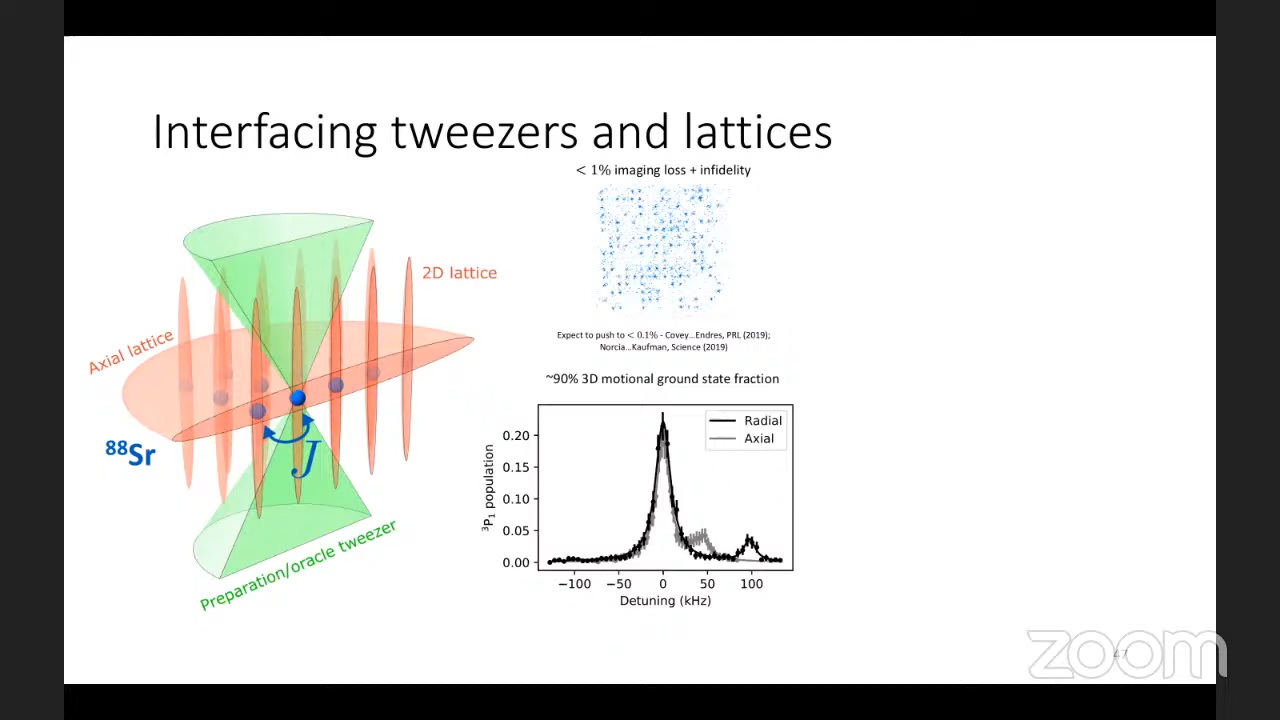 Interfacing tweezers and lattices
< 1% imaging loss + infidelity
2D lattice
Axial lattice
88Sr
J
Preparation/oracle tweezer
Expect to push to < 0.1% - Covey...Endres, PRL (2019);
Norcia...Kaufman, Science (2019)
~90% 3D motional ground state fraction
Radial
Axial
3P1 population
0.20
0.15
0.10
0.05
0.00
−100 −50 0 50 100
Detuning (kHz)
47
zoom